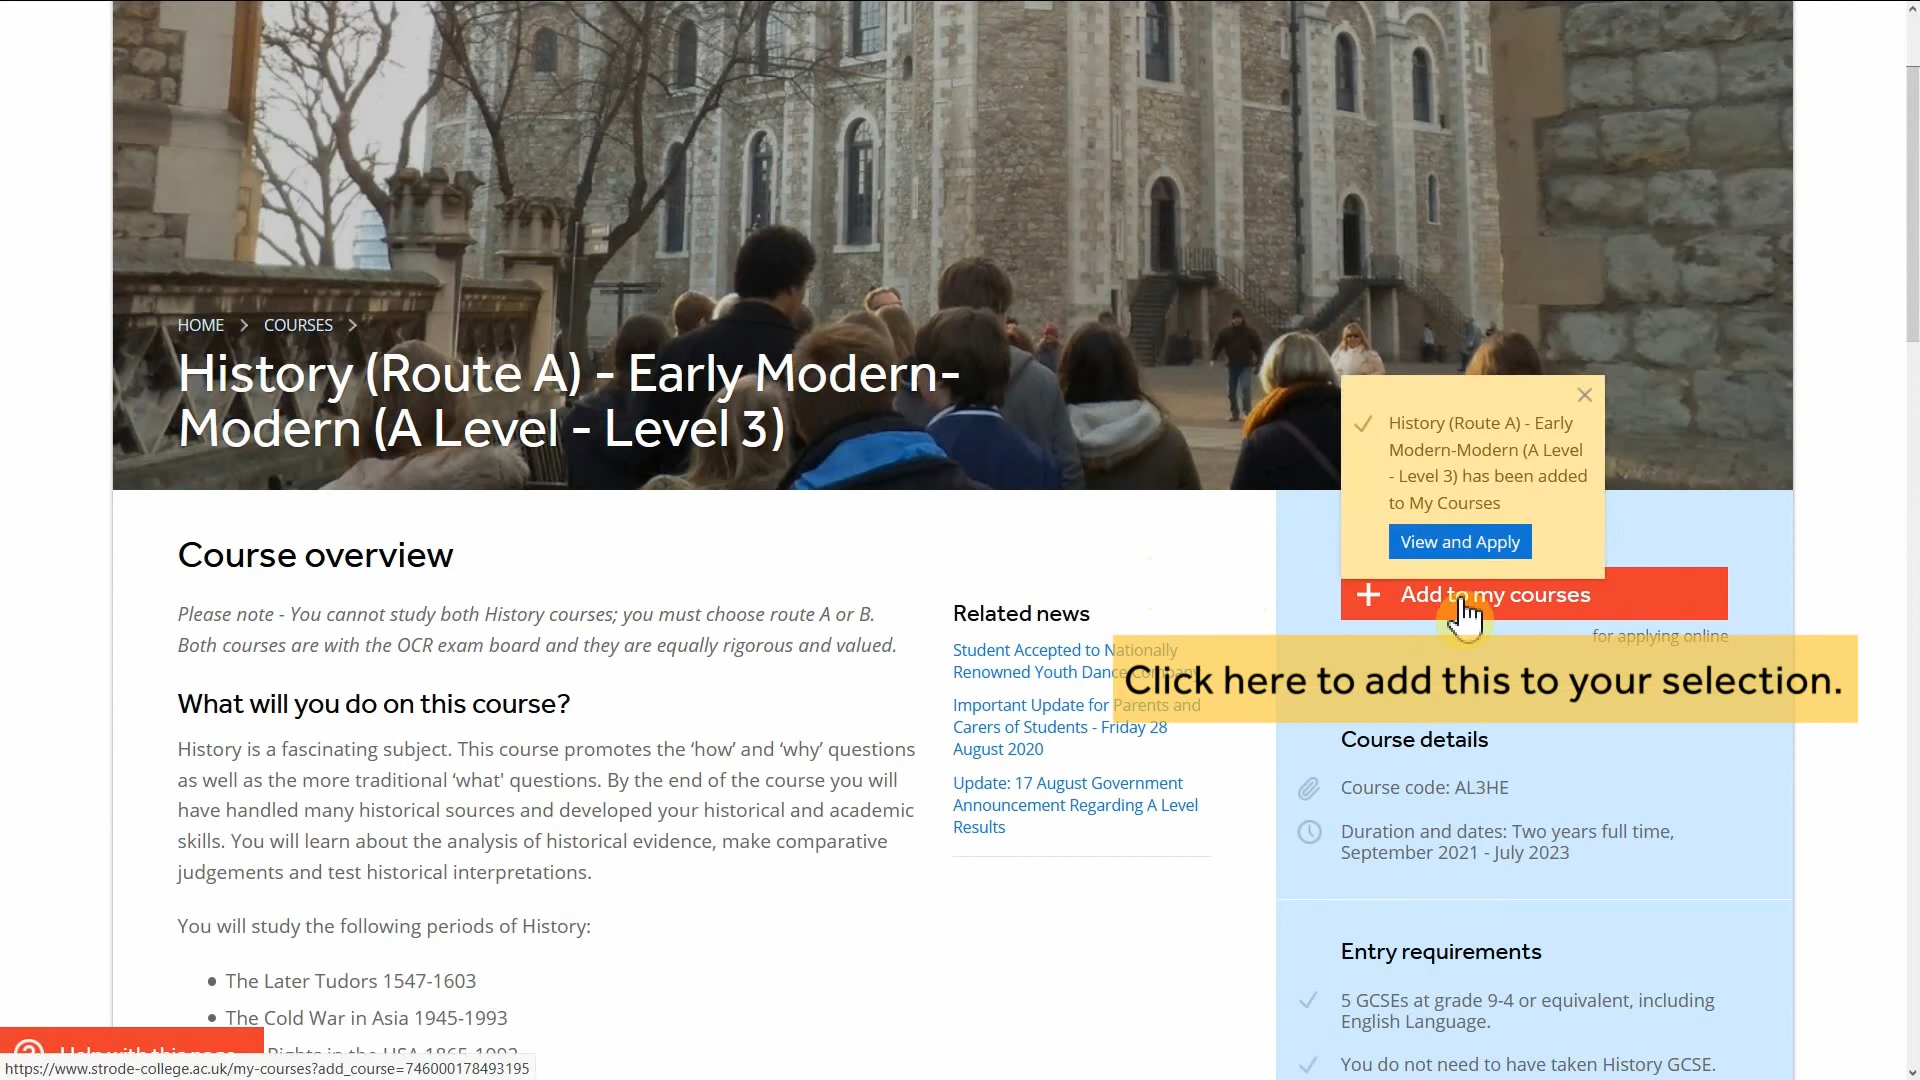 HOME
COURSES
History (Route A) - Early Modern-
Modern (A Level - Level 3)
History (Route A) - Early
Modern-Modern (A Level
- Level 3) has been added
to My Courses
View and Apply
Add to my courses
for applying online
Click here to add this to your selection.
Course overview
Please note - You cannot study both History courses; you must choose route A or B.
Both courses are with the OCR exam board and they are equally rigorous and valued.
What will you do on this course?
History is a fascinating subject. This course promotes the ‘how’ and ‘why’ questions
as well as the more traditional ‘what' questions. By the end of the course you will
have handled many historical sources and developed your historical and academic
skills. You will learn about the analysis of historical evidence, make comparative
judgements and test historical interpretations.
You will study the following periods of History:
The Later Tudors 1547-1603
The Cold War in Asia 1945-1993
Rights in the USA 1865-1992
Related news
Student Accepted to Nationally
Renowned Youth Dance Company
Important Update for Parents and
Carers of Students - Friday 28
August 2020
Update: 17 August Government
Announcement Regarding A Level
Results
Course details
Course code: AL3HE
Duration and dates: Two years full time,
September 2021 - July 2023
Entry requirements
5 GCSEs at grade 9-4 or equivalent, including
English Language.
You do not need to have taken History GCSE.
Help with this page
https://www.strode-college.ac.uk/my-courses?add_course=746000178493195